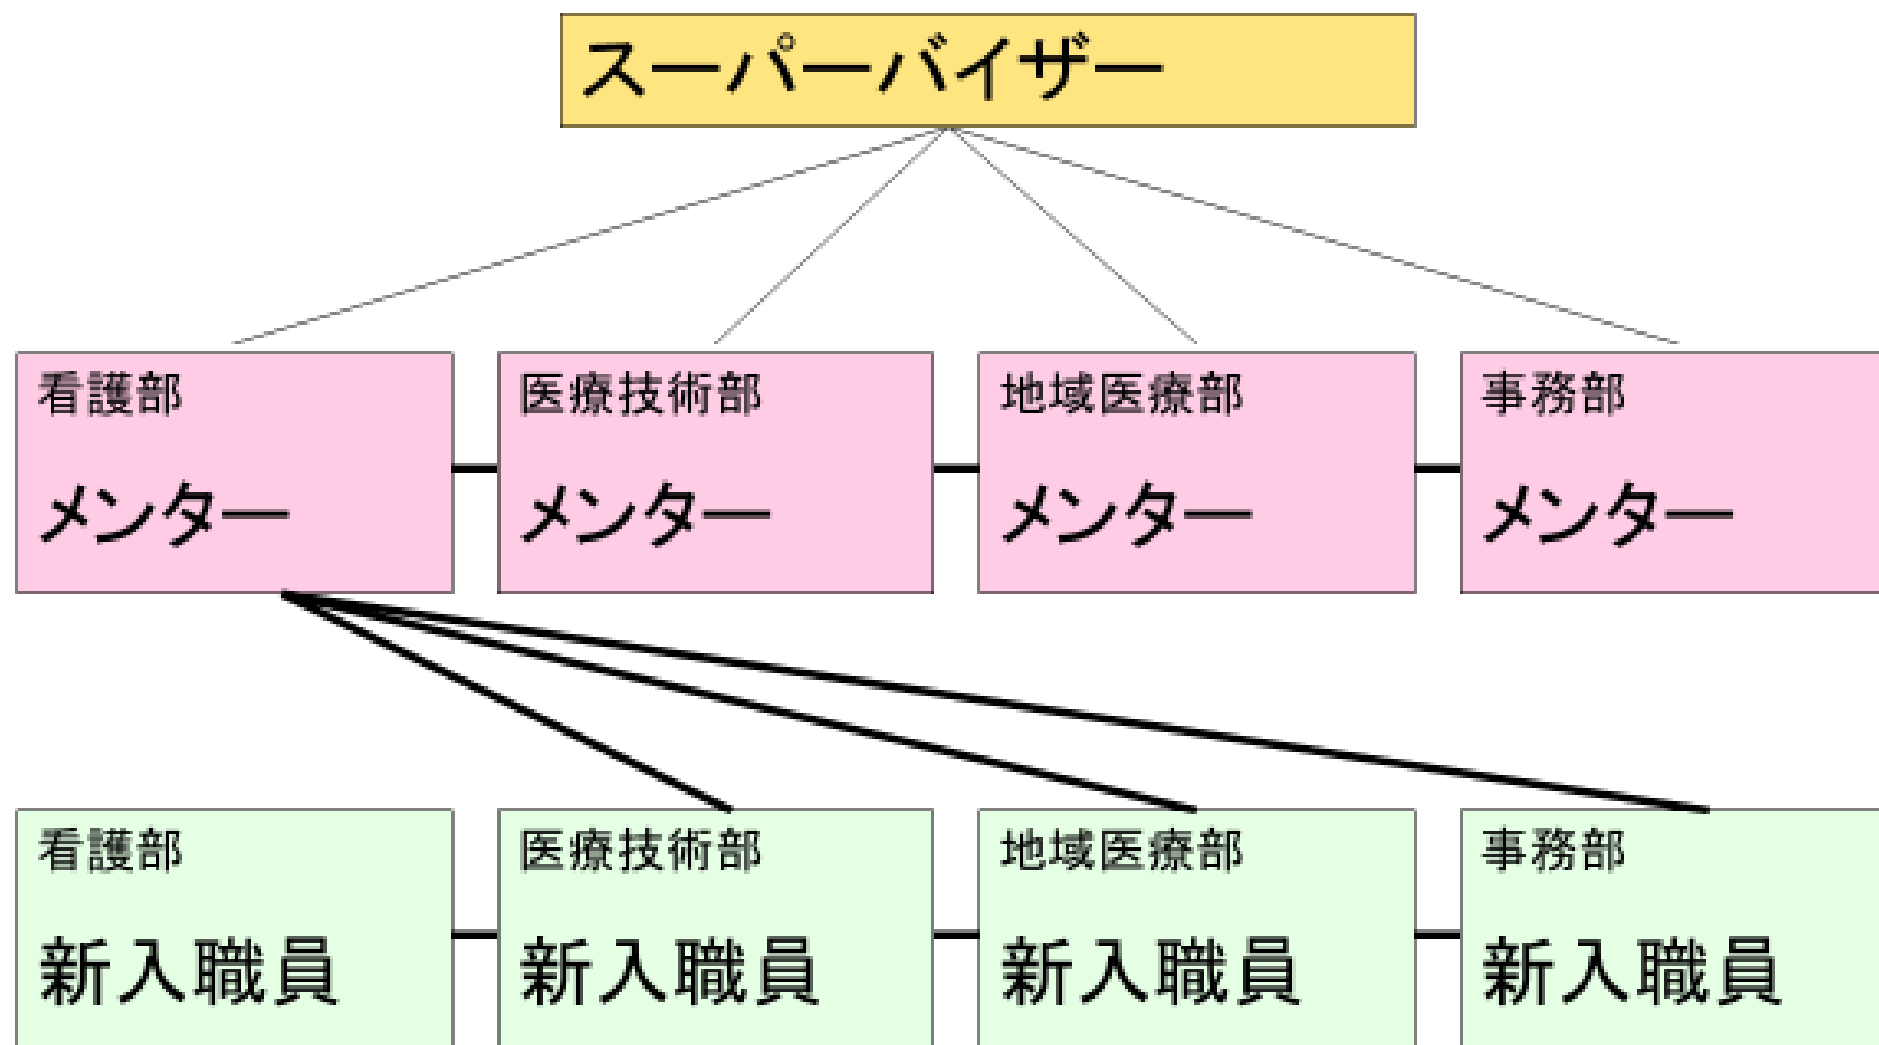 スーパーバイザー
看護部
メンター
医療技術部
メンター
地域医療部
メンター
事務部
メンター
看護部
新入職員
医療技術部
新入職員
地域医療部
新入職員
事務部
新入職員